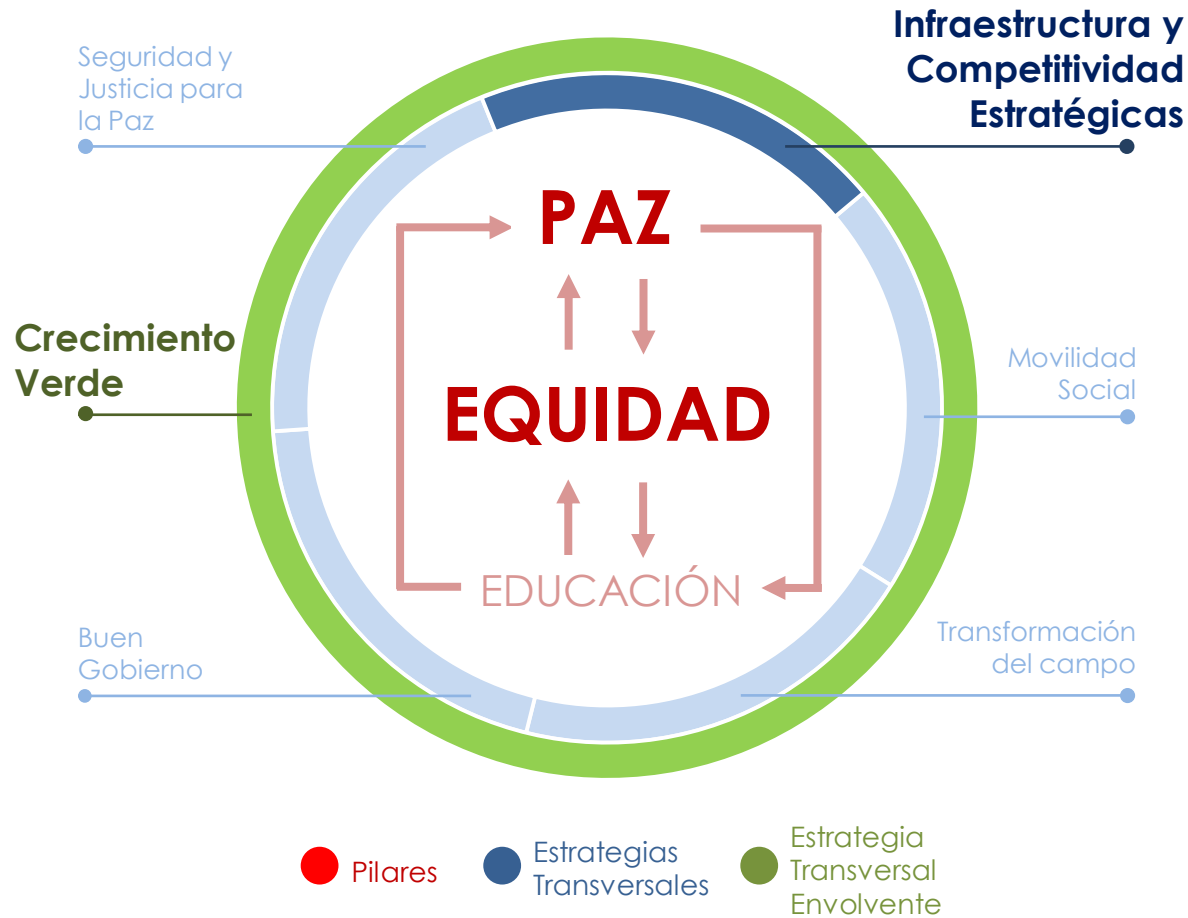 Infraestructura y
Competitividad
Estratégicas
Seguridad y
Justicia para
la Paz
PAZ
Crecimiento
Verde
EQUIDAD
Movilidad
Social
EDUCACIÓN
Buen
Gobierno
Transformación
del campo
Pilares
Estrategias
Transversales
Estrategia
Transversal
Envolvente